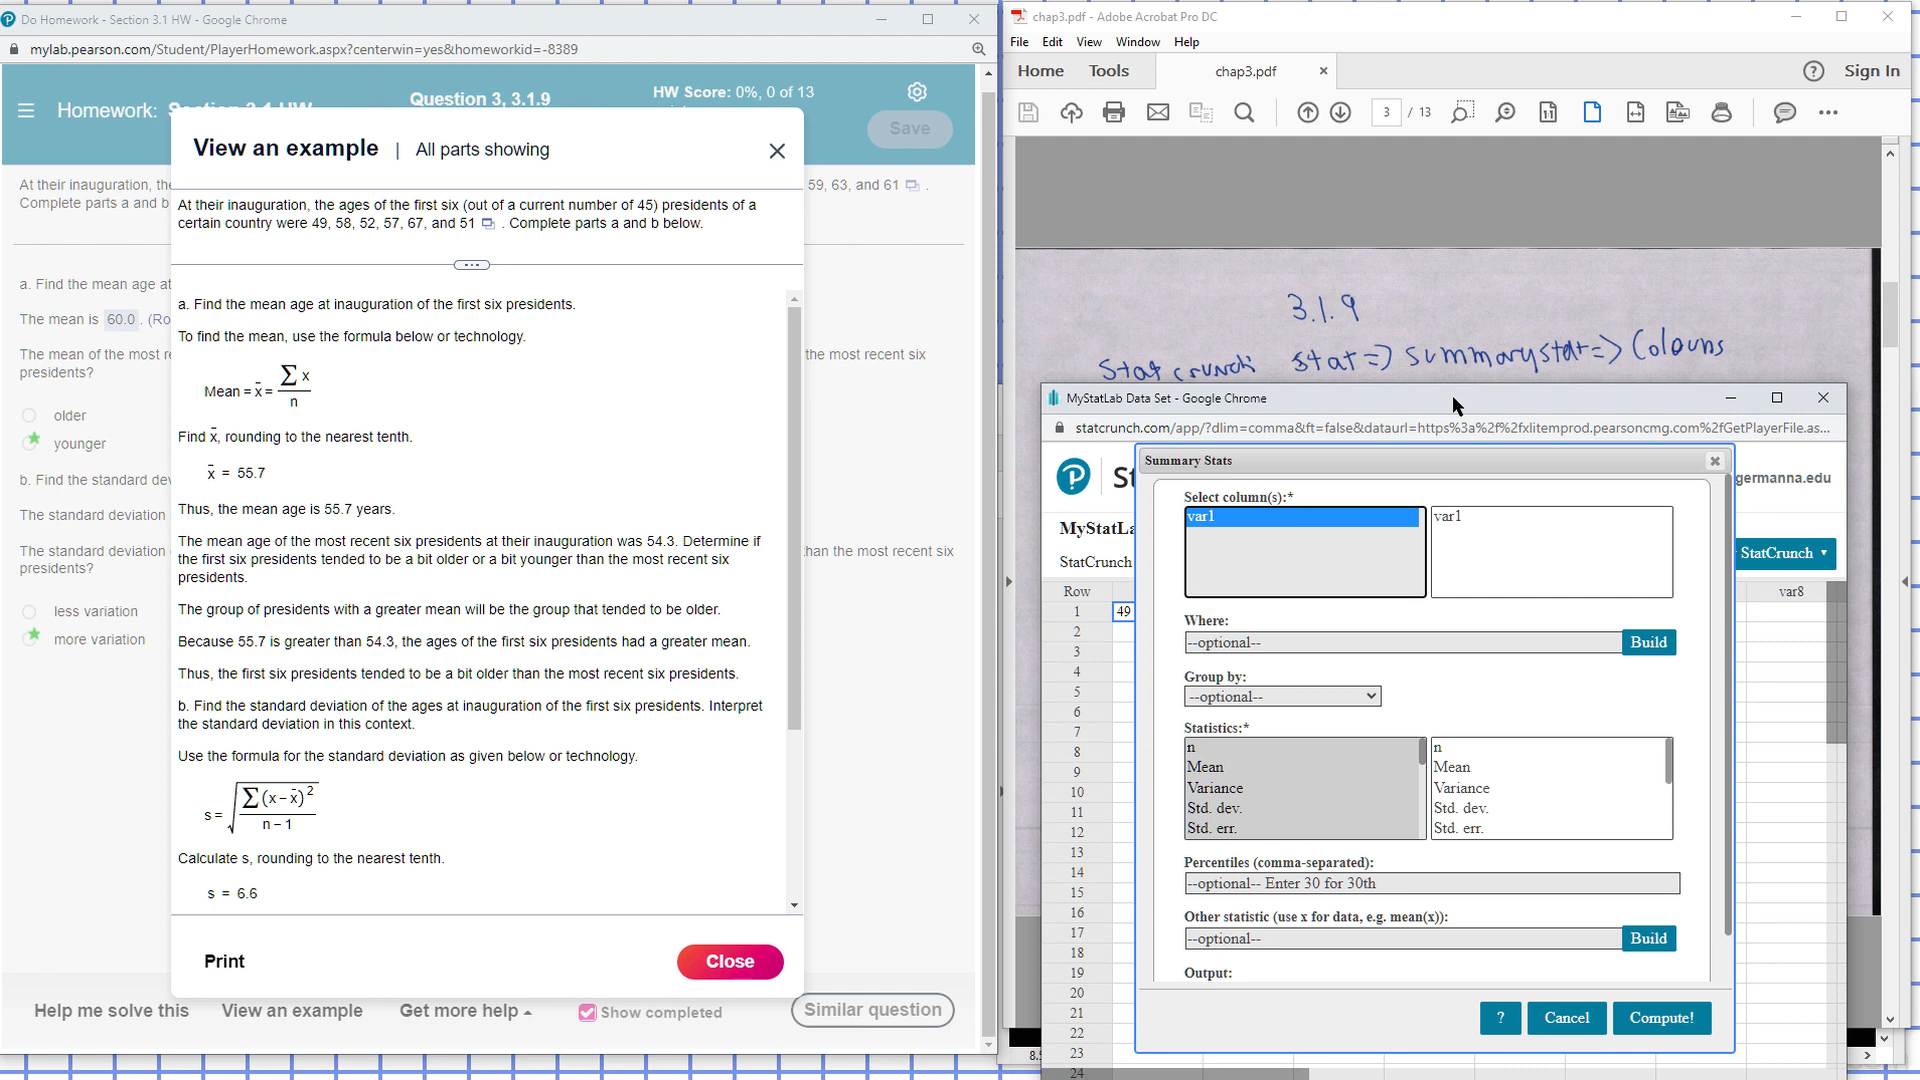 Do Homework - Section 3.1 HW - Google Chrome
mylab.pearson.com/Student/PlayerHomework.aspx?centerwin=yes&homeworkid=-8389
Homework: Section 3.1 HW
Question 3, 3.1.9
HW Score: 0%, 0 of 13
Save
At their inauguration, the
59, 63, and 61 .
Complete parts a and b
a. Find the mean age at
The mean is 60.0 . (Ro
The mean of the most r
the most recent six
presidents?
older
younger
b. Find the standard dev
The standard deviation
The standard deviation
than the most recent six
presidents?
less variation
more variation
View an example | All parts showing
At their inauguration, the ages of the first six (out of a current number of 45) presidents of a
certain country were 49, 58, 52, 57, 67, and 51 . Complete parts a and b below.
a. Find the mean age at inauguration of the first six presidents.
To find the mean, use the formula below or technology.
Mean = x̄ = ∑x / n
Find x̄, rounding to the nearest tenth.
x̄ = 55.7
Thus, the mean age is 55.7 years.
The mean age of the most recent six presidents at their inauguration was 54.3. Determine if
the first six presidents tended to be a bit older or a bit younger than the most recent six
presidents.
The group of presidents with a greater mean will be the group that tended to be older.
Because 55.7 is greater than 54.3, the ages of the first six presidents had a greater mean.
Thus, the first six presidents tended to be a bit older than the most recent six presidents.
b. Find the standard deviation of the ages at inauguration of the first six presidents. Interpret
the standard deviation in this context.
Use the formula for the standard deviation as given below or technology.
s = √(∑(x − x̄)² / (n − 1))
Calculate s, rounding to the nearest tenth.
s = 6.6
Print
Close
Help me solve this
View an example
Get more help
Show completed
Similar question
chap3.pdf - Adobe Acrobat Pro DC
File Edit View Window Help
Home Tools chap3.pdf × Sign In
3 / 13
3.1.9
Stat crunch stat => summary stat => Colouns
8.5
MyStatLab Data Set - Google Chrome
statcrunch.com/app/?dlim=comma&ft=false&dataurl=https%3a%2f%2fxlitemprod.pearsoncmg.com%2fGetPlayerFile.as...
St
germanna.edu
MyStatLa
StatCrunch
StatCrunch
Row
var8
1 49
2
3
4
5
6
7
8
9
10
11
12
13
14
15
16
17
18
19
20
21
22
23
24
Summary Stats
Select column(s):*
var1
var1
Where:
--optional--
Build
Group by:
--optional--
Statistics:*
n
Mean
Variance
Std. dev.
Std. err.
n
Mean
Variance
Std. dev.
Std. err.
Percentiles (comma-separated):
--optional-- Enter 30 for 30th
Other statistic (use x for data, e.g. mean(x)):
--optional--
Build
Output:
?
Cancel
Compute!